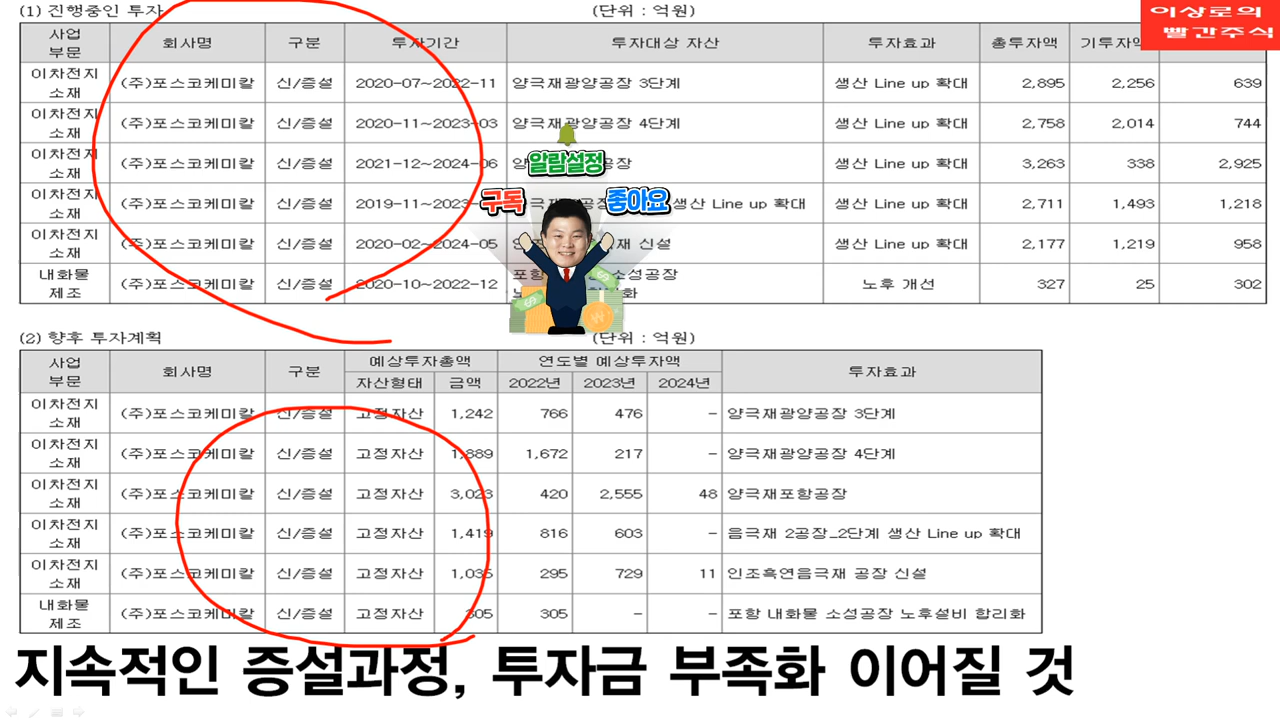 (1) 진행중인 투자 (단위 : 억원)
이상로의
빨간주식
사업 부문 회사명 구분 투자기간 투자대상 자산 투자효과 총투자액 기투자액
이차전지 소재 (주)포스코케미칼 신/증설 2020-07~2022-11 양극재광양공장 3단계 생산 Line up 확대 2,895 2,256 639
이차전지 소재 (주)포스코케미칼 신/증설 2020-11~2023-03 양극재광양공장 4단계 생산 Line up 확대 2,758 2,014 744
이차전지 소재 (주)포스코케미칼 신/증설 2021-12~2024-06 생산 Line up 확대 3,263 338 2,925
이차전지 소재 (주)포스코케미칼 신/증설 2019-11~2023- 생산 Line up 확대 생산 Line up 확대 2,711 1,493 1,218
이차전지 소재 (주)포스코케미칼 신/증설 2020-02~2024-05 신설 생산 Line up 확대 2,177 1,219 958
내화물 제조 (주)포스코케미칼 신/증설 2020-10~2022-12 소성공장 노후 개선 327 25 302
알람설정
구독 좋아요
(2) 향후 투자계획 (단위 : 억원)
사업 부문 회사명 구분 예상투자총액 연도별 예상투자액 투자효과
자산형태 금액 2022년 2023년 2024년
이차전지 소재 (주)포스코케미칼 신/증설 고정자산 1,242 766 476 - 양극재광양공장 3단계
이차전지 소재 (주)포스코케미칼 신/증설 고정자산 1,889 1,672 217 - 양극재광양공장 4단계
이차전지 소재 (주)포스코케미칼 신/증설 고정자산 3,023 420 2,555 48 양극재포항공장
이차전지 소재 (주)포스코케미칼 신/증설 고정자산 1,419 816 603 - 음극재 2공장_2단계 생산 Line up 확대
이차전지 소재 (주)포스코케미칼 신/증설 고정자산 1,035 295 729 11 인조흑연음극재 공장 신설
내화물 제조 (주)포스코케미칼 신/증설 고정자산 305 305 - - 포항 내화물 소성공장 노후설비 합리화
지속적인 증설과정, 투자금 부족화 이어질 것